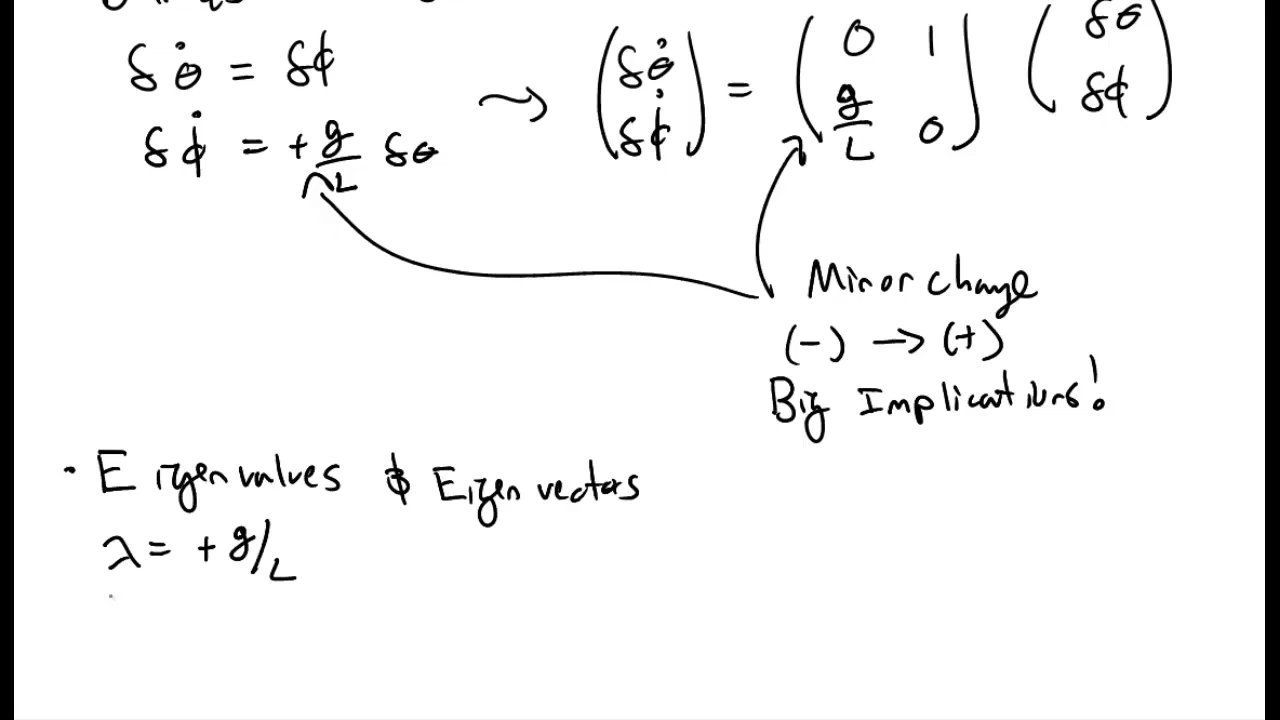 δθ̇ = δϕ
δϕ̇ = + g/L δθ
⇝ (δθ̇ δϕ̇) = (0 1 g/L 0) (δθ δϕ)
Minor change
(-) → (+)
Big Implications!
· Eigenvalues & Eigenvectors
λ = + g/L